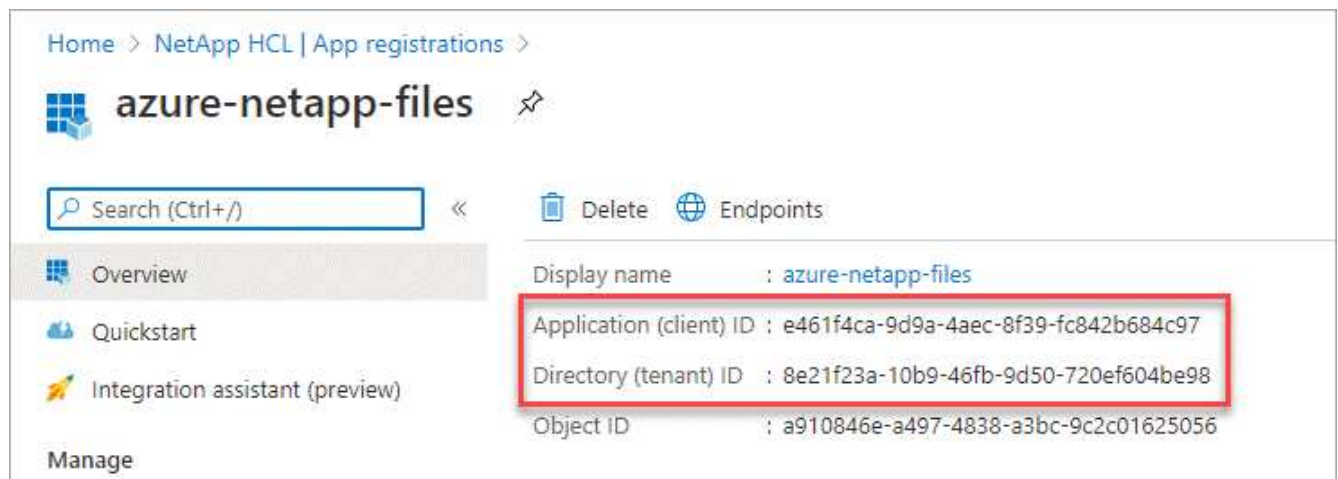 Home > NetApp HCL | App registrations >
azure-netapp-files
Search (Ctrl+/)
«
Delete
Endpoints
Overview
Display name : azure-netapp-files
Quickstart
Application (client) ID : e461f4ca-9d9a-4aec-8f39-fc842b684c97
Integration assistant (preview)
Directory (tenant) ID : 8e21f23a-10b9-46fb-9d50-720ef604be98
Object ID : a910846e-a497-4838-a3bc-9c2c01625056
Manage